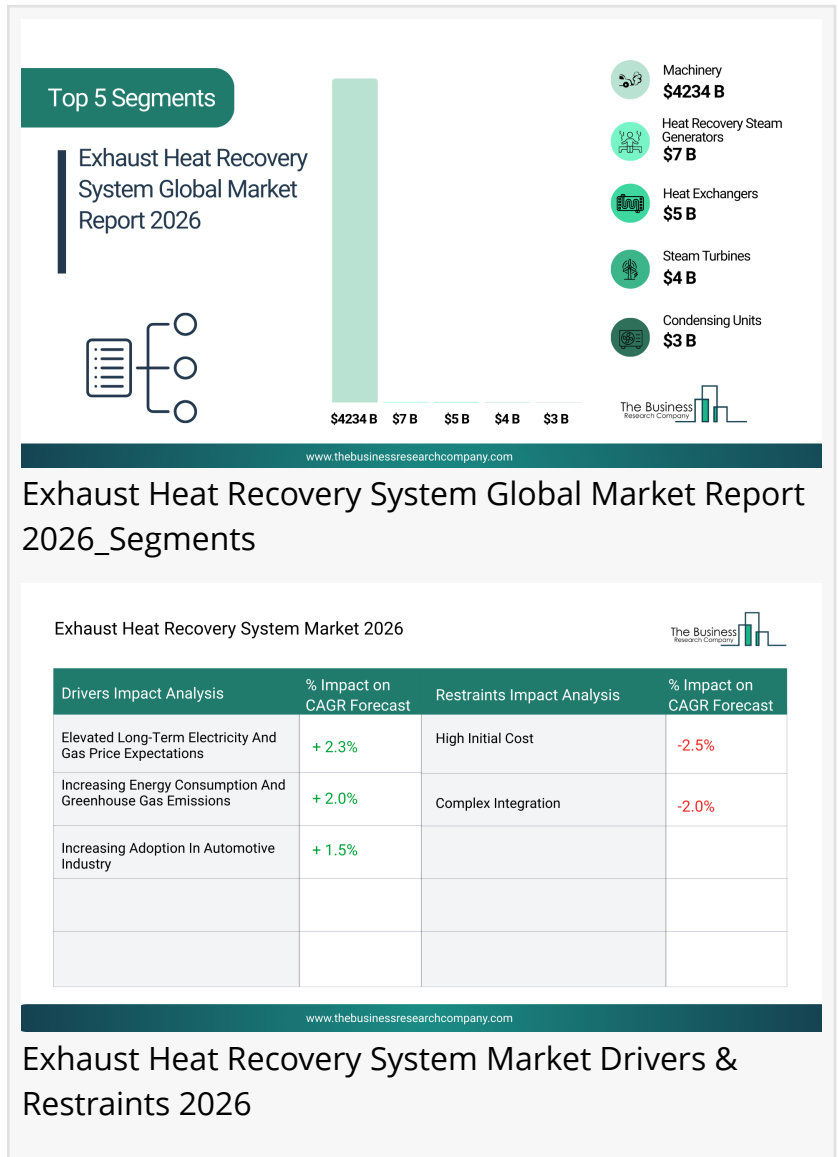 Top 5 Segments
Exhaust Heat Recovery
System Global Market
Report 2026
$4234 B
$7 B
$5 B
$4 B
$3 B
Machinery
$4234 B
Heat Recovery Steam
Generators
$7 B
Heat Exchangers
$5 B
Steam Turbines
$4 B
Condensing Units
$3 B
The Business
Research Company
www.thebusinessresearchcompany.com
Exhaust Heat Recovery System Global Market Report
2026_Segments
Exhaust Heat Recovery System Market 2026
The Business
Research Company
Drivers Impact Analysis
% Impact on
CAGR Forecast
Restraints Impact Analysis
% Impact on
CAGR Forecast
Elevated Long-Term Electricity And
Gas Price Expectations
+ 2.3%
High Initial Cost
-2.5%
Increasing Energy Consumption And
Greenhouse Gas Emissions
+ 2.0%
Complex Integration
-2.0%
Increasing Adoption In Automotive
Industry
+ 1.5%
www.thebusinessresearchcompany.com
Exhaust Heat Recovery System Market Drivers &
Restraints 2026